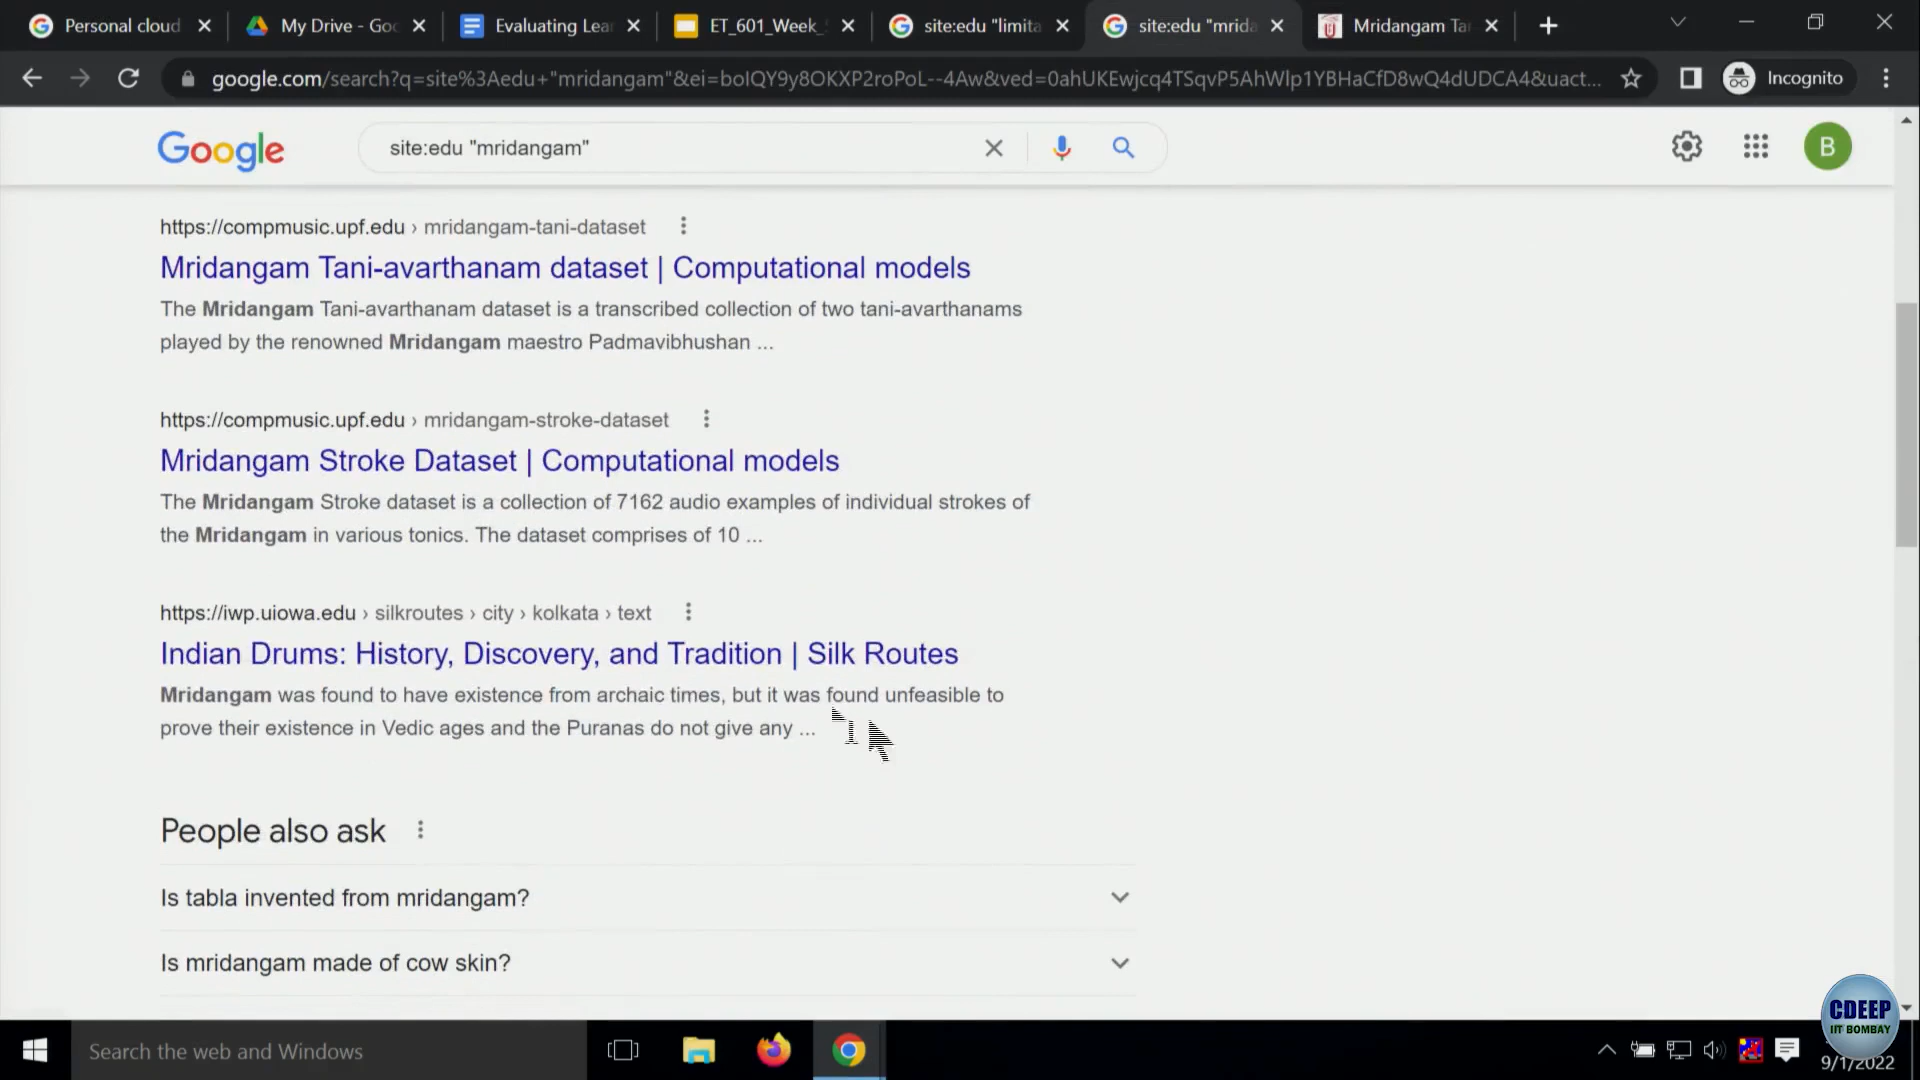 Personal cloud
My Drive - Goo
Evaluating Lea
ET_601_Week_
site:edu "limita
site:edu "mrida
Mridangam Ta
google.com/search?q=site%3Aedu+"mridangam"&ei=boIQY9y8OKXP2roPoL--4Aw&ved=0ahUKEwjcq4TSqvP5AhWlp1YBHaCfD8wQ4dUDCA4&uact...
Incognito
Google
site:edu "mridangam"
B
https://compmusic.upf.edu › mridangam-tani-dataset
Mridangam Tani-avarthanam dataset | Computational models
The Mridangam Tani-avarthanam dataset is a transcribed collection of two tani-avarthanams
played by the renowned Mridangam maestro Padmavibhushan ...
https://compmusic.upf.edu › mridangam-stroke-dataset
Mridangam Stroke Dataset | Computational models
The Mridangam Stroke dataset is a collection of 7162 audio examples of individual strokes of
the Mridangam in various tonics. The dataset comprises of 10 ...
https://iwp.uiowa.edu › silkroutes › city › kolkata › text
Indian Drums: History, Discovery, and Tradition | Silk Routes
Mridangam was found to have existence from archaic times, but it was found unfeasible to
prove their existence in Vedic ages and the Puranas do not give any ...
People also ask
Is tabla invented from mridangam?
Is mridangam made of cow skin?
CDEEP
IIT BOMBAY
Search the web and Windows
9/1/2022